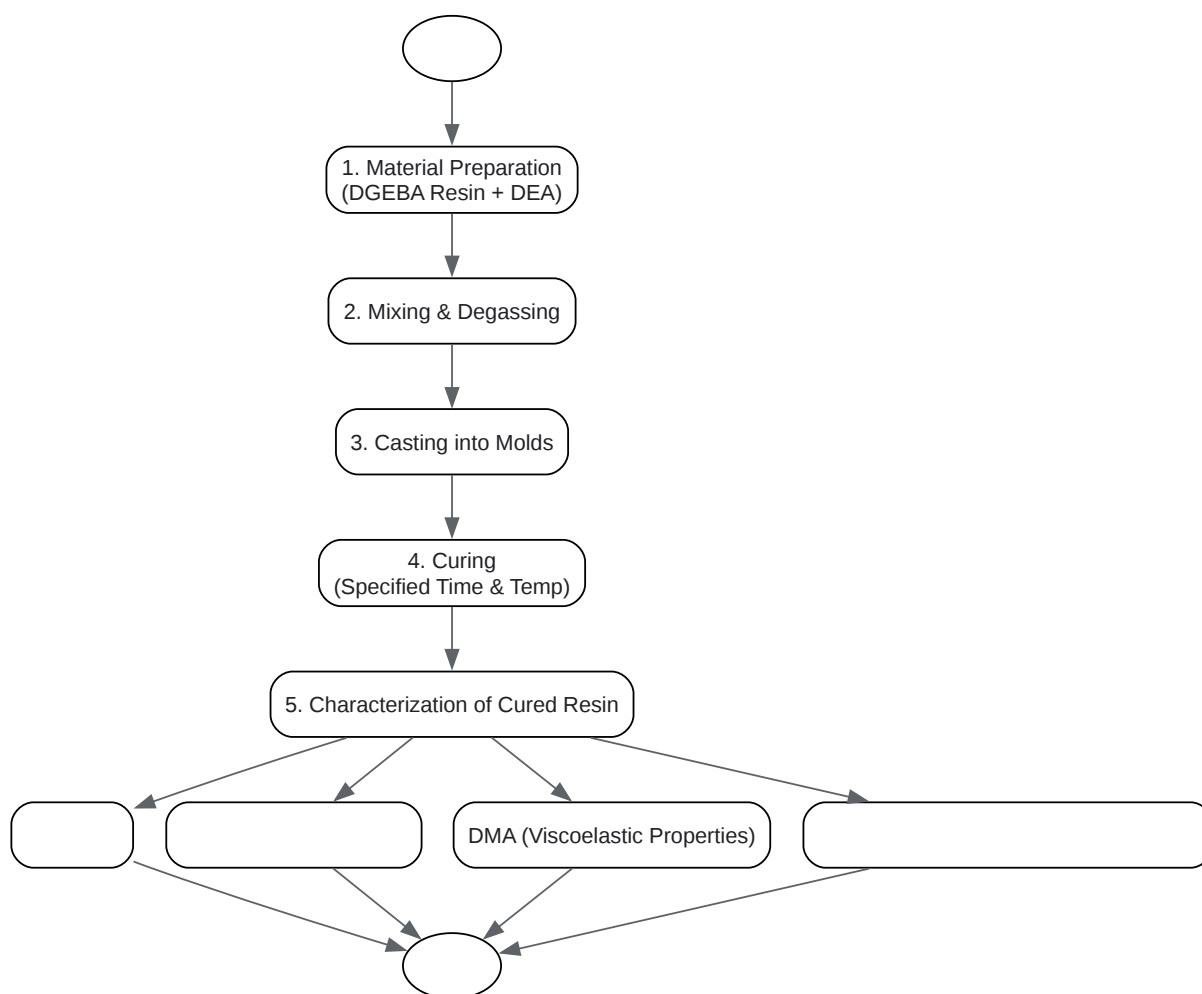 1. Material Preparation
(DGEBA Resin + DEA)
2. Mixing & Degassing
3. Casting into Molds
4. Curing
(Specified Time & Temp)
5. Characterization of Cured Resin
DMA (Viscoelastic Properties)